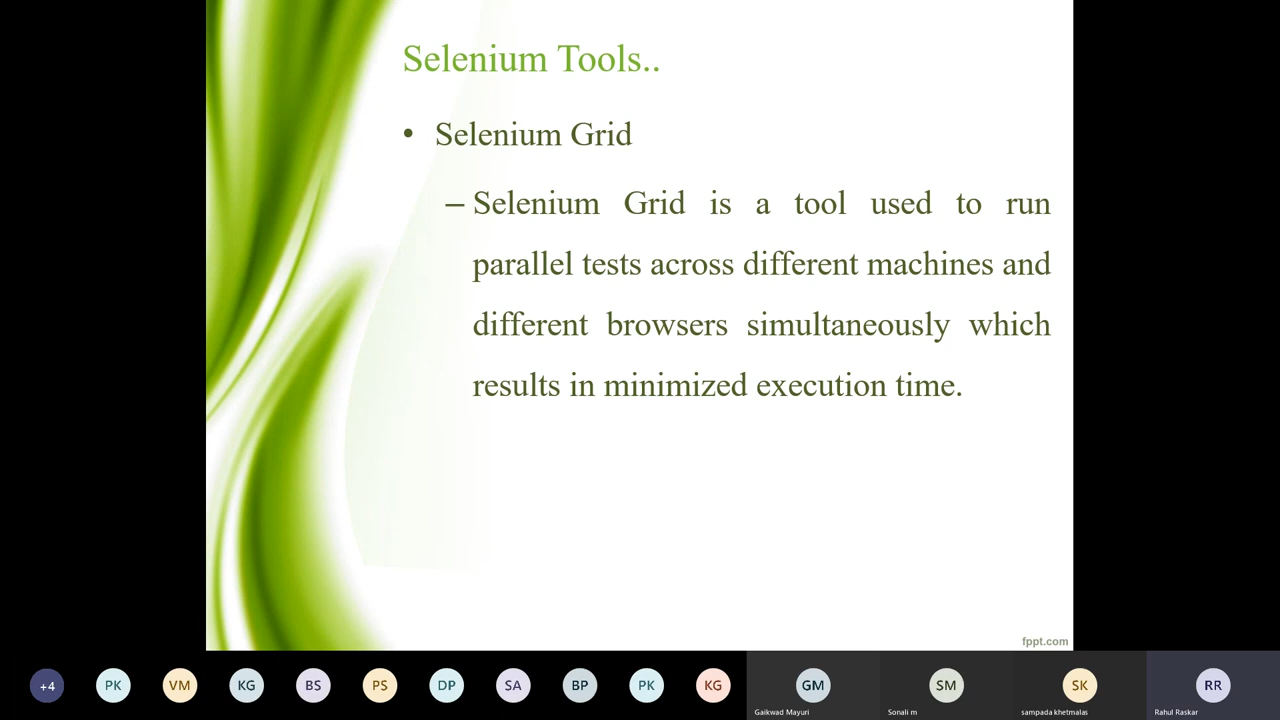 Selenium Tools..
• Selenium Grid
– Selenium Grid is a tool used to run
parallel tests across different machines and
different browsers simultaneously which
results in minimized execution time.
fppt.com
+4 PK VM KG BS PS DP SA BP PK KG GM SM SK RR
Gaikwad Mayuri Sonali m sampada khetmalas Rahul Raskar